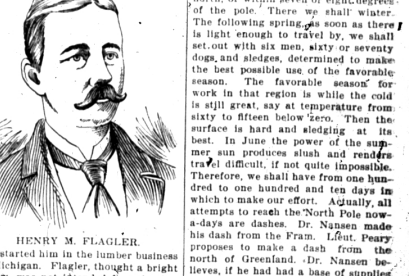 HENRY M. FLAGLER.
started him in the lumber business
ichigan. Flagler, thought a bright
of the pole. There we shall winter.
The following spring, as soon as there
is light enough to travel by, we shall
set out with six men, sixty or seventy
dogs, and sledges, determined to make
the best possible use of the favorable
season. The favorable season for
work in that region is while the cold
is still great, say at temperature from
sixty to fifteen below zero. Then the
surface is hard and sledging at its
best. In June the power of the sum-
mer sun produces slush and renders
travel difficult, if not quite impossible.
Therefore, we shall have from one hun-
dred to one hundred and ten days in
which to make our effort. Actually, all
attempts to reach the North Pole now-
a-days are dashes. Dr. Nansen made
his dash from the Fram. Lieut. Peary
proposes to make a dash from the
north of Greenland. Dr. Nansen be-
lieves, if he had had a base of supplies